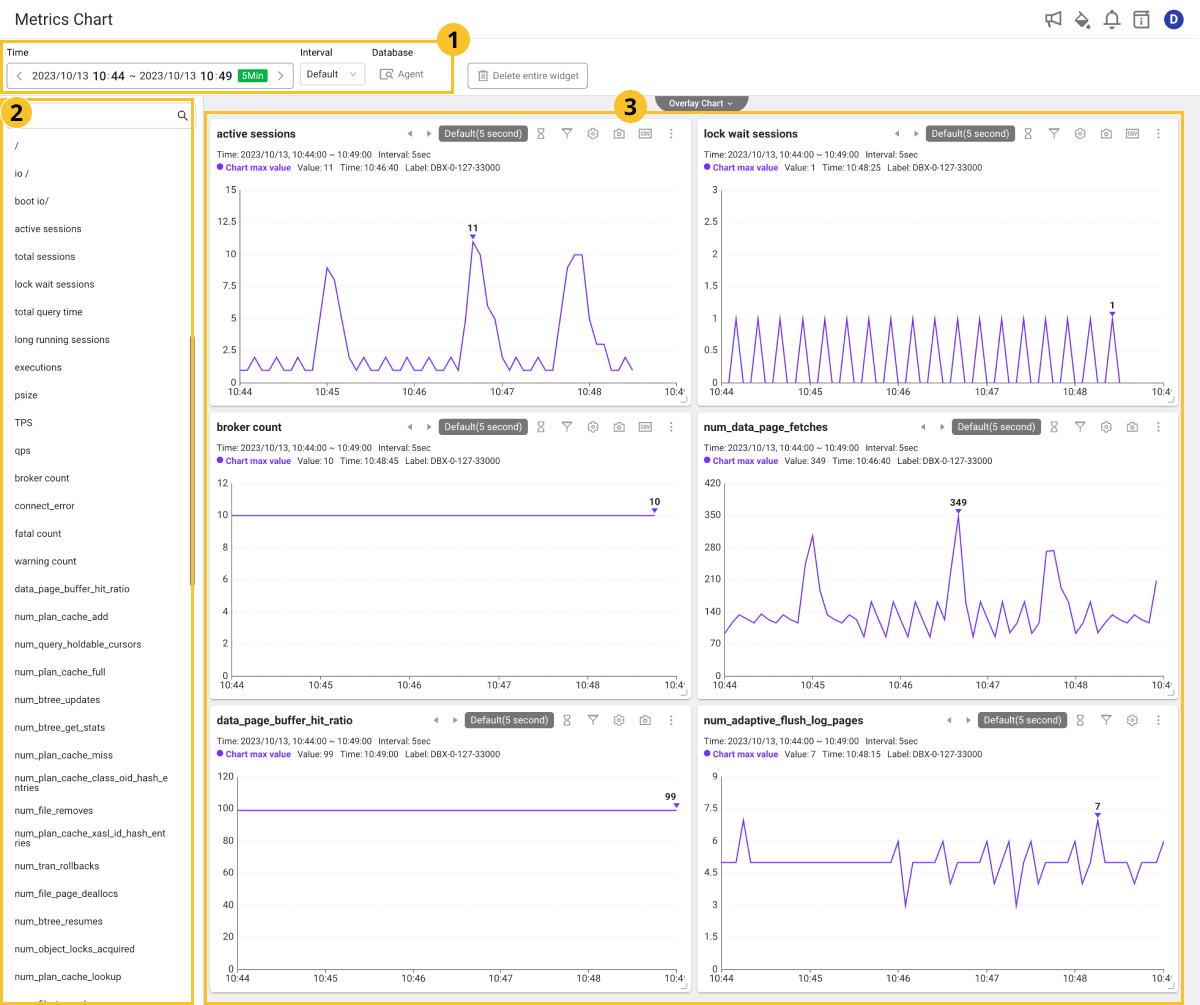 Metrics Chart
D
1
Time
Interval
Database
2023/10/13 10:44 ~ 2023/10/13 10:49 5Min
Default
Agent
Delete entire widget
2
/
io /
boot io/
active sessions
total sessions
lock wait sessions
total query time
long running sessions
executions
psize
TPS
qps
broker count
connect_error
fatal count
warning count
data_page_buffer_hit_ratio
num_plan_cache_add
num_query_holdable_cursors
num_plan_cache_full
num_btree_updates
num_btree_get_stats
num_plan_cache_miss
num_plan_cache_class_oid_hash_e
ntries
num_file_removes
num_plan_cache_xasl_id_hash_ent
ries
num_tran_rollbacks
num_file_page_deallocs
num_btree_resumes
num_object_locks_acquired
num_plan_cache_lookup
3
Overlay Chart
active sessions
Default(5 second)
CSV
Time: 2023/10/13, 10:44:00 ~ 10:49:00 Interval: 5sec
Chart max value Value: 11 Time: 10:46:40 Label: DBX-0-127-33000
15
12.5
10
7.5
5
2.5
0
11
10:44 10:45 10:46 10:47 10:48 10:4
lock wait sessions
Default(5 second)
CSV
Time: 2023/10/13, 10:44:00 ~ 10:49:00 Interval: 5sec
Chart max value Value: 1 Time: 10:48:25 Label: DBX-0-127-33000
3
2.5
2
1.5
1
0.5
0
1
10:44 10:45 10:46 10:47 10:48 10:4
broker count
Default(5 second)
CSV
Time: 2023/10/13, 10:44:00 ~ 10:49:00 Interval: 5sec
Chart max value Value: 10 Time: 10:48:45 Label: DBX-0-127-33000
12
10
8
6
4
2
0
10
10:44 10:45 10:46 10:47 10:48 10:4
num_data_page_fetches
Default(5 second)
Time: 2023/10/13, 10:44:00 ~ 10:49:00 Interval: 5sec
Chart max value Value: 349 Time: 10:46:40 Label: DBX-0-127-33000
420
350
280
210
140
70
0
349
10:44 10:45 10:46 10:47 10:48 10:4
data_page_buffer_hit_ratio
Default(5 second)
Time: 2023/10/13, 10:44:00 ~ 10:49:00 Interval: 5sec
Chart max value Value: 99 Time: 10:49:00 Label: DBX-0-127-33000
120
100
80
60
40
20
0
99
10:44 10:45 10:46 10:47 10:48 10:4
num_adaptive_flush_log_pages
Default(5 second)
Time: 2023/10/13, 10:44:00 ~ 10:49:00 Interval: 5sec
Chart max value Value: 7 Time: 10:48:15 Label: DBX-0-127-33000
9
7.5
6
4.5
3
1.5
0
7
10:44 10:45 10:46 10:47 10:48 10:4